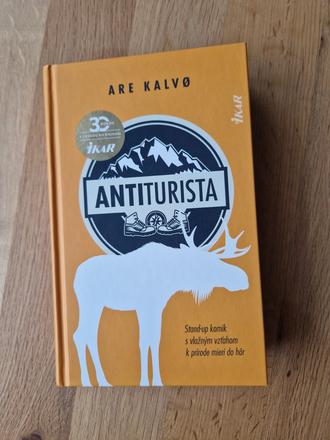 ARE KALVØ
IKAR
30
IKAR
ANTITURISTA
Stand-up komik
s vlažným vzťahom
k prírode mieri do hôr